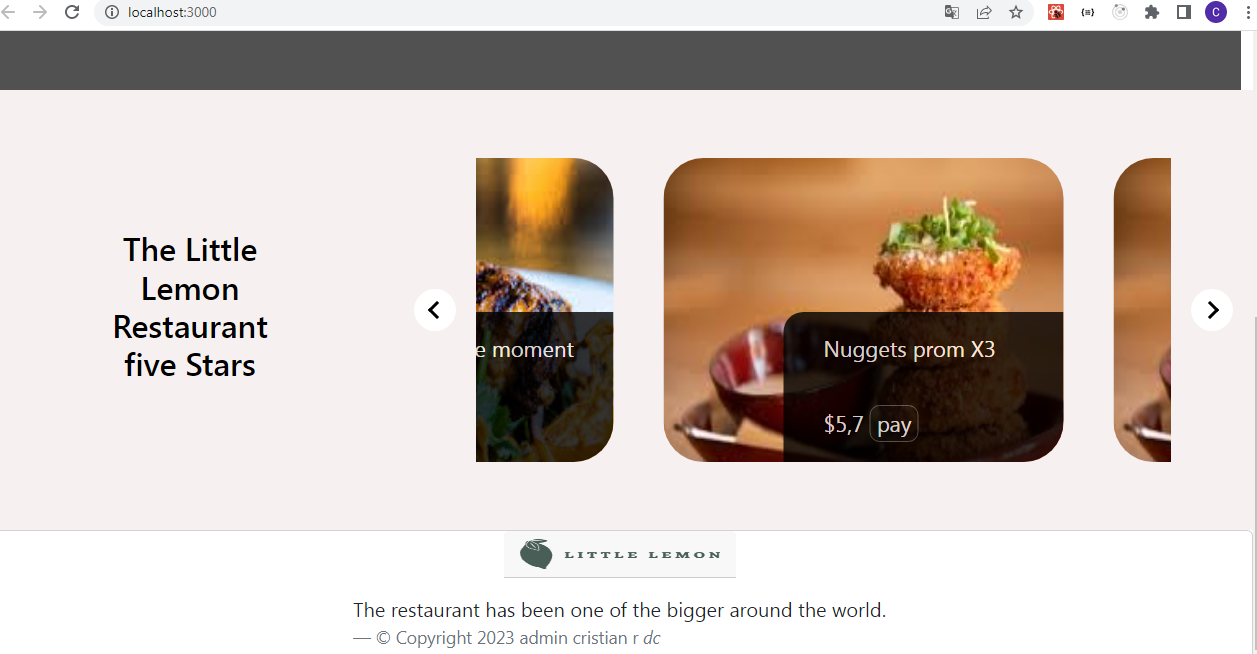 localhost:3000
C
The Little
Lemon
Restaurant
five Stars
e moment
Nuggets prom X3
$5,7 pay
LITTLE LEMON
The restaurant has been one of the bigger around the world.
— © Copyright 2023 admin cristian r dc